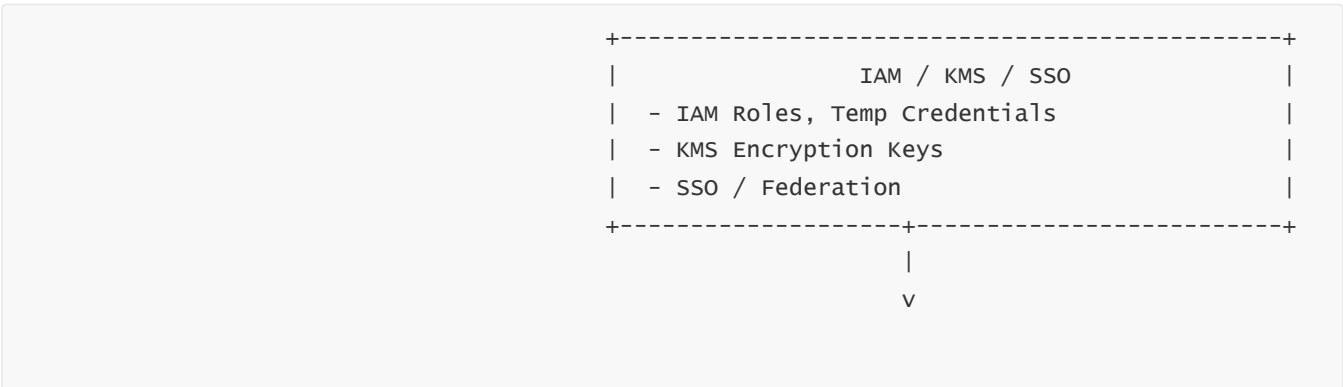 +-----------------------------------------------+
|                 IAM / KMS / SSO               |
|  - IAM Roles, Temp Credentials                |
|  - KMS Encryption Keys                        |
|  - SSO / Federation                           |
+--------------------+--------------------------+
                     |
                     v